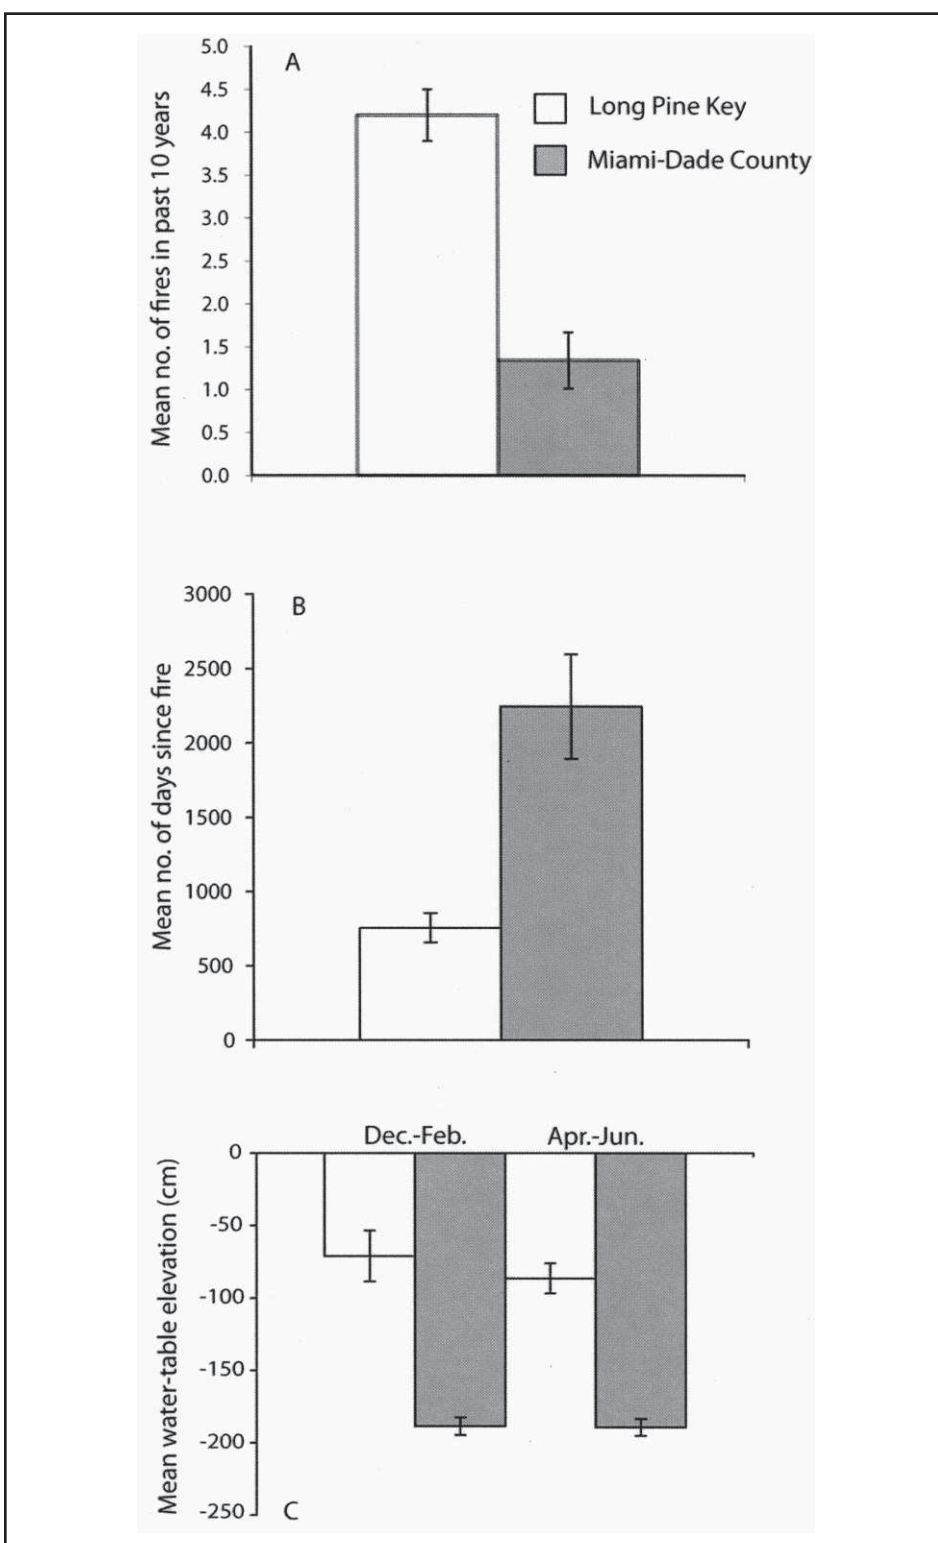 Mean no. of fires in past 10 years
5.0
4.5
4.0
3.5
3.0
2.5
2.0
1.5
1.0
0.5
0.0
A
Long Pine Key
Miami-Dade County
Mean no. of days since fire
3000
2500
2000
1500
1000
500
0
B
Mean water-table elevation (cm)
0
-50
-100
-150
-200
-250
Dec.-Feb.
Apr.-Jun.
C